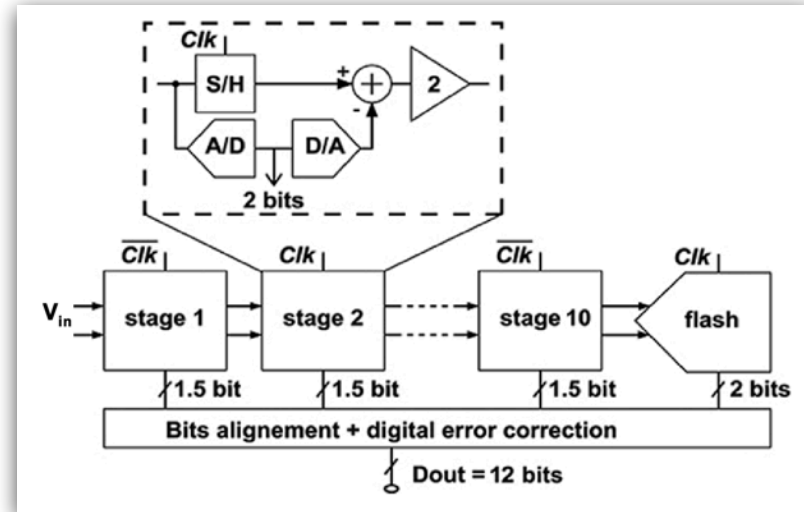 Clk
S/H
+
2
-
A/D
D/A
2 bits
Clk
Clk
Clk
Clk
Vin
stage 1
stage 2
stage 10
flash
1.5 bit
1.5 bit
1.5 bit
2 bits
Bits alignement + digital error correction
Dout = 12 bits